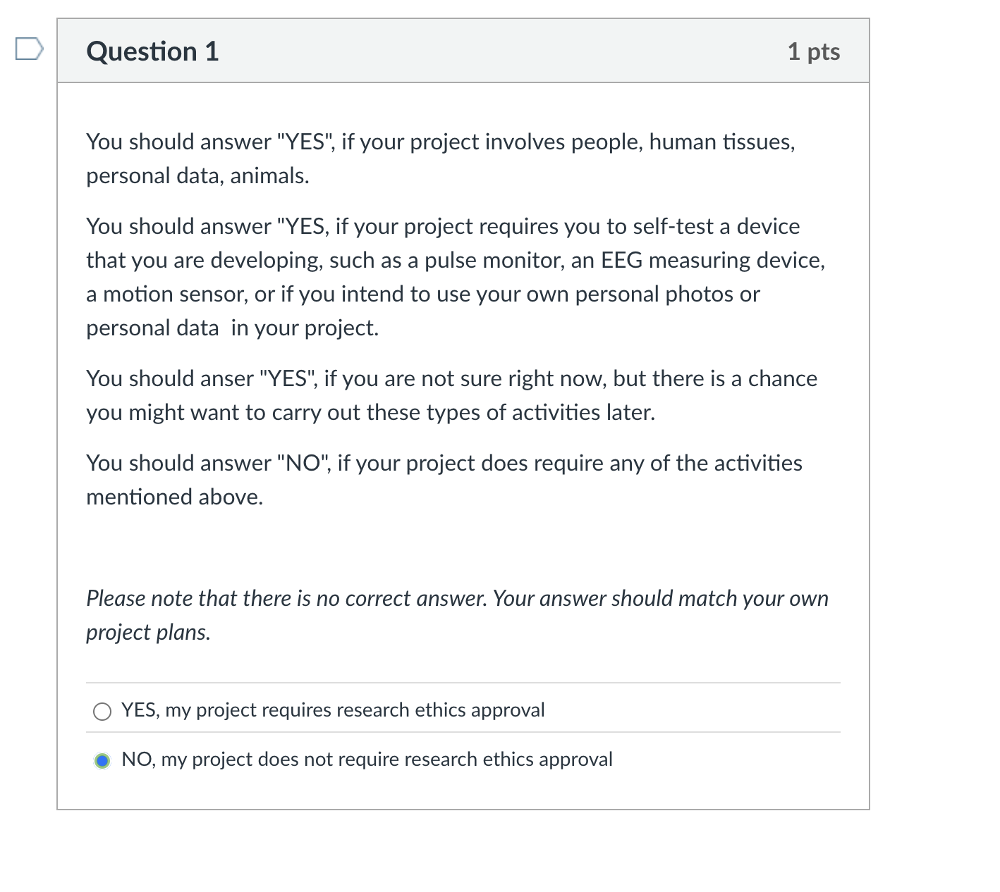 Question 1
1 pts
You should answer "YES", if your project involves people, human tissues,
personal data, animals.
You should answer "YES, if your project requires you to self-test a device
that you are developing, such as a pulse monitor, an EEG measuring device,
a motion sensor, or if you intend to use your own personal photos or
personal data  in your project.
You should anser "YES", if you are not sure right now, but there is a chance
you might want to carry out these types of activities later.
You should answer "NO", if your project does require any of the activities
mentioned above.
Please note that there is no correct answer. Your answer should match your own
project plans.
YES, my project requires research ethics approval
NO, my project does not require research ethics approval